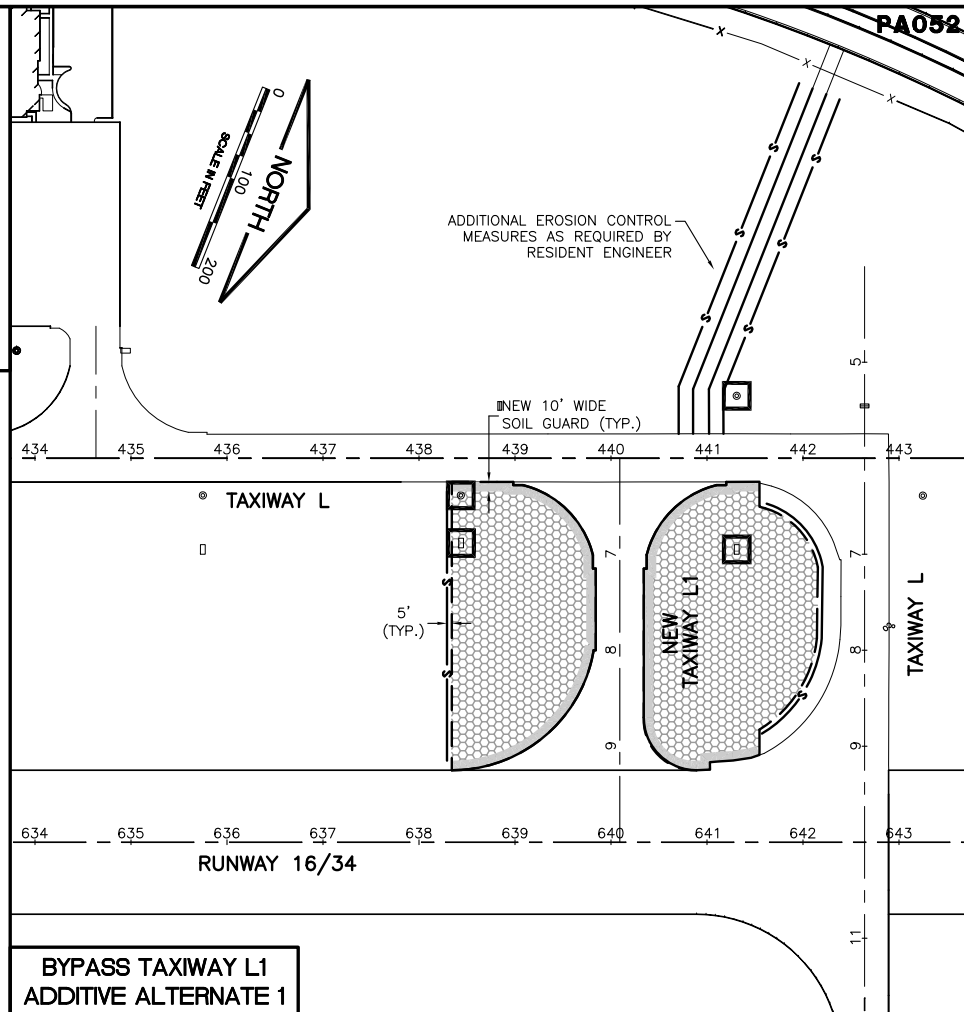 PA052
0
100
200
SCALE IN FEET
NORTH
X
X
X
S
S
S
S
S
S
ADDITIONAL EROSION CONTROL
MEASURES AS REQUIRED BY
RESIDENT ENGINEER
5
NEW 10' WIDE
SOIL GUARD (TYP.)
434 435 436 437 438 439 440 441 442 443
TAXIWAY L
7
7
S
5'
(TYP.)
S
NEW
TAXIWAY L1
TAXIWAY L
8
8
S
9
9
634 635 636 637 638 639 640 641 642 643
RUNWAY 16/34
11
BYPASS TAXIWAY L1
ADDITIVE ALTERNATE 1